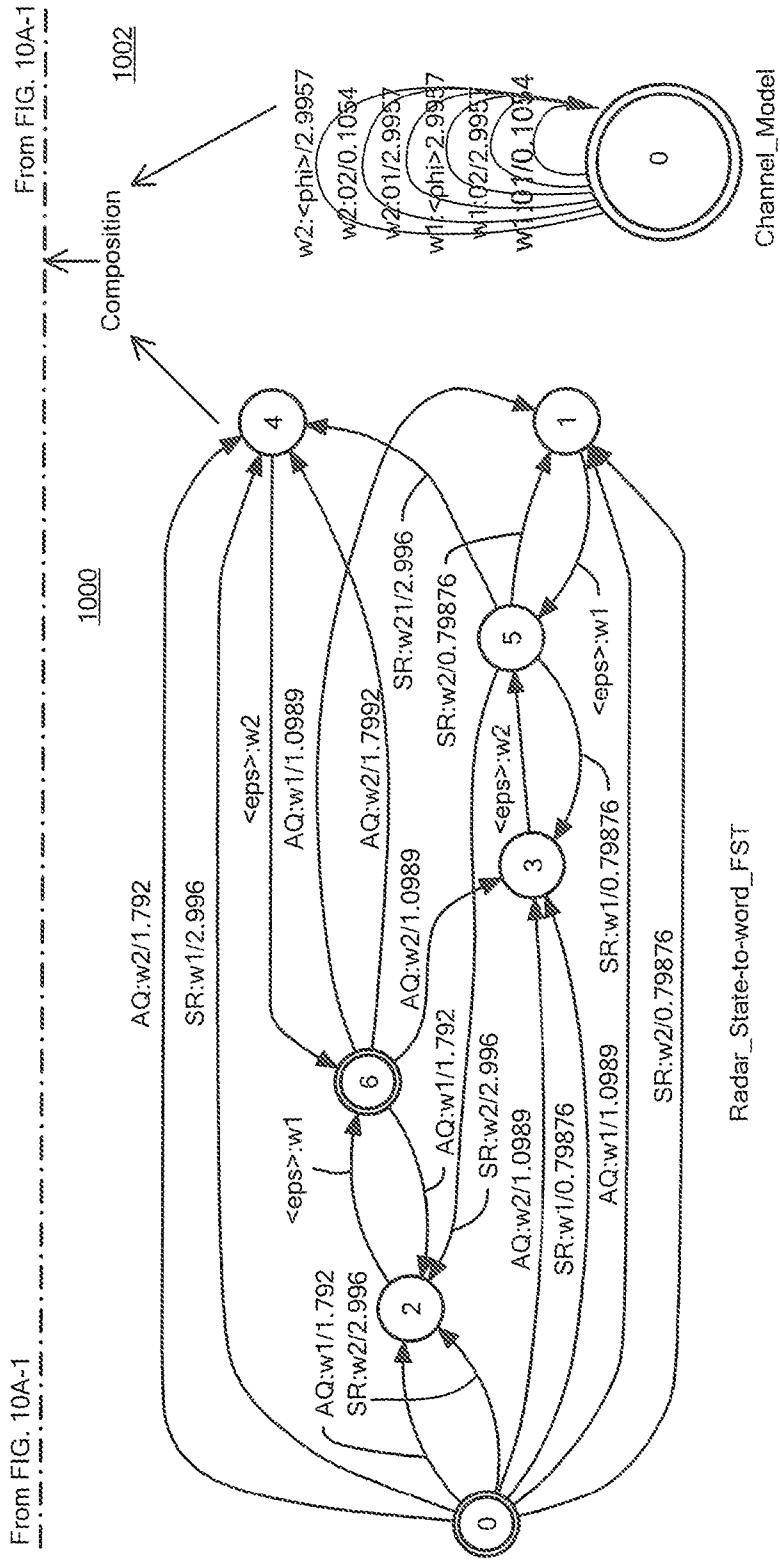 From FIG. 10A-1
From FIG. 10A-1
Composition
1000
1002
AQ:w2/1.792
SR:w1/2.996
<eps>:w2
AQ:w1/1.0989
AQ:w2/1.7992
AQ:w2/1.0989
<eps>:w1
AQ:w1/1.792
SR:w2/2.996
AQ:w1/1.792
SR:w2/2.996
SR:w21/2.996
SR:w2/0.79876
<eps>:w2
<eps>:w1
SR:w1/0.79876
AQ:w2/1.0989
SR:w1/0.79876
AQ:w1/1.0989
SR:w2/0.79876
0
2
6
3
5
4
1
Radar_State-to-word_FST
w2:<phi>/2.9957
w2:02/0.1054
w2:01/2.9957
w1:<phi>2.9957
w1:02/2.9957
w1:01/0.1054
0
Channel_Model